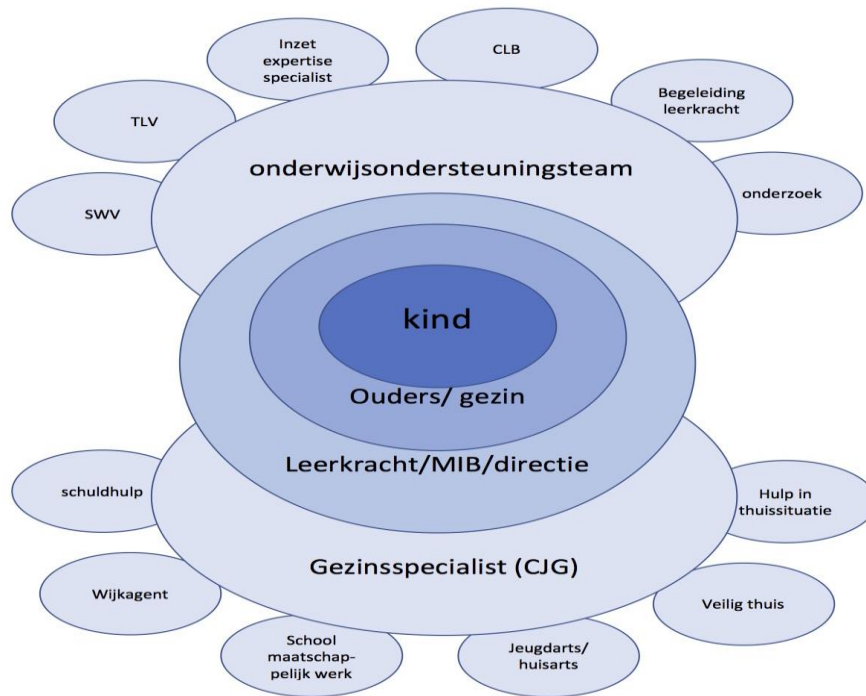 Inzet
expertise
specialist
CLB
Begeleiding
leerkracht
TLV
onderwijsondersteuningsteam
onderzoek
SWV
kind
Ouders/ gezin
Leerkracht/MIB/directie
schuldhulp
Hulp in
thuissituatie
Gezinsspecialist (CJG)
Wijkagent
Veilig thuis
School
maatschap-
pelijk werk
Jeugdarts/
huisarts